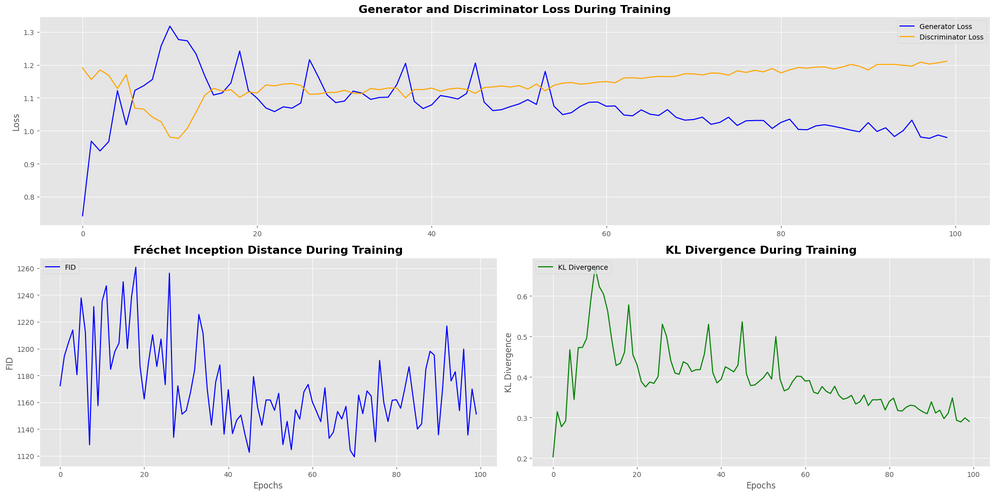 Generator and Discriminator Loss During Training
Generator Loss
Discriminator Loss
1.3
1.2
1.1
1.0
0.9
0.8
Loss
0 20 40 60 80 100
Fréchet Inception Distance During Training
FID
1260
1240
1220
1200
1180
1160
1140
1120
FID
0 20 40 60 80 100
Epochs
KL Divergence During Training
KL Divergence
0.6
0.5
0.4
0.3
0.2
KL Divergence
0 20 40 60 80 100
Epochs